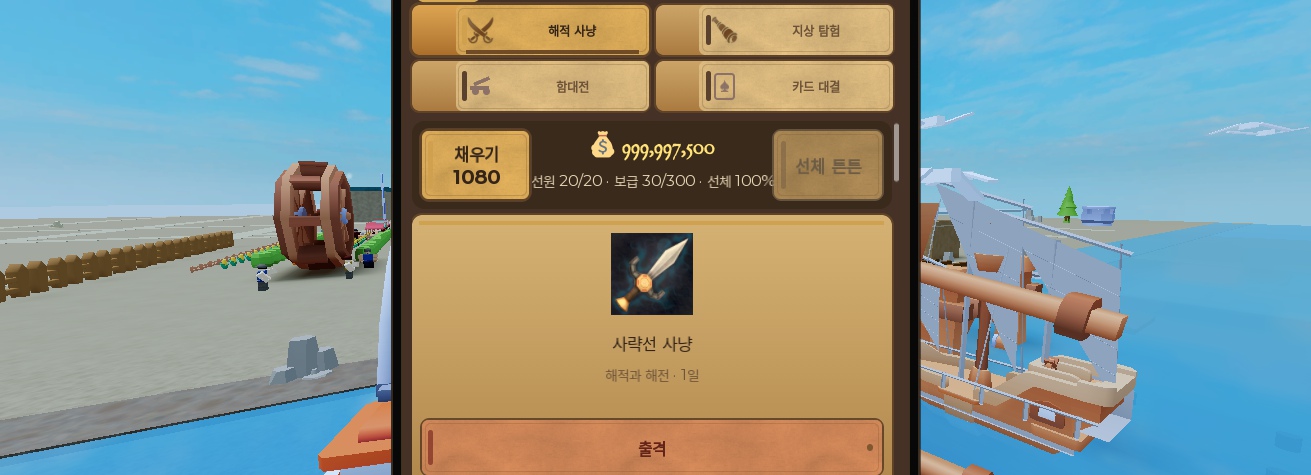 해적 사냥
지상 탐험
함대전
카드 대결
채우기
1080
999,997,500
선원 20/20 · 보급 30/300 · 선체 100%
선체 튼튼
사략선 사냥
해적과 해전 · 1일
출격